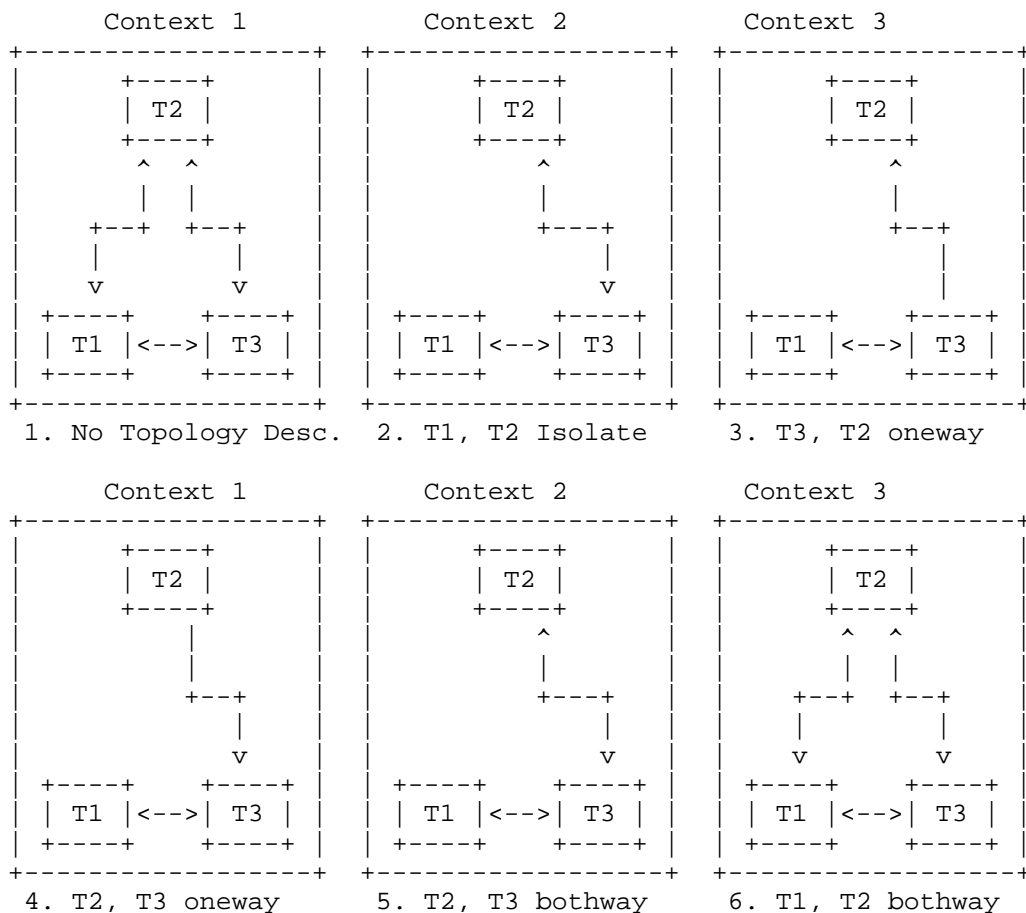 Context 1 Context 2 Context 3
T2 T2 T2
T1 <--> T3 T1 <--> T3 T1 <--> T3
1. No Topology Desc. 2. T1, T2 Isolate 3. T3, T2 oneway
Context 1 Context 2 Context 3
T2 T2 T2
T1 <--> T3 T1 <--> T3 T1 <--> T3
4. T2, T3 oneway 5. T2, T3 bothway 6. T1, T2 bothway